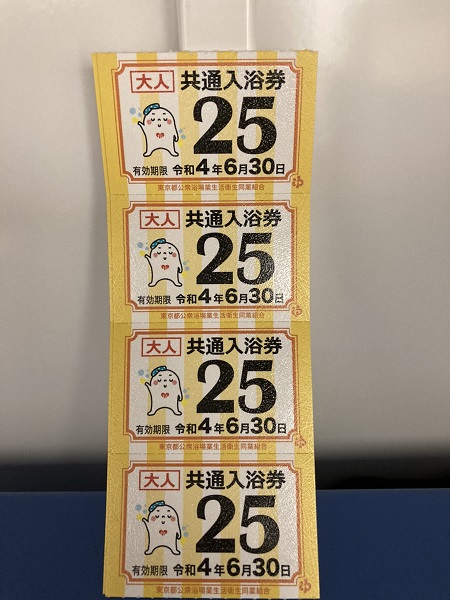 大人 共通入浴券
25
有効期限 令和4年6月30日
東京都公衆浴場業生活衛生同業組合
ゆ
大人 共通入浴券
25
有効期限 令和4年6月30日
東京都公衆浴場業生活衛生同業組合
ゆ
大人 共通入浴券
25
有効期限 令和4年6月30日
東京都公衆浴場業生活衛生同業組合
ゆ
大人 共通入浴券
25
有効期限 令和4年6月30日
東京都公衆浴場業生活衛生同業組合
ゆ